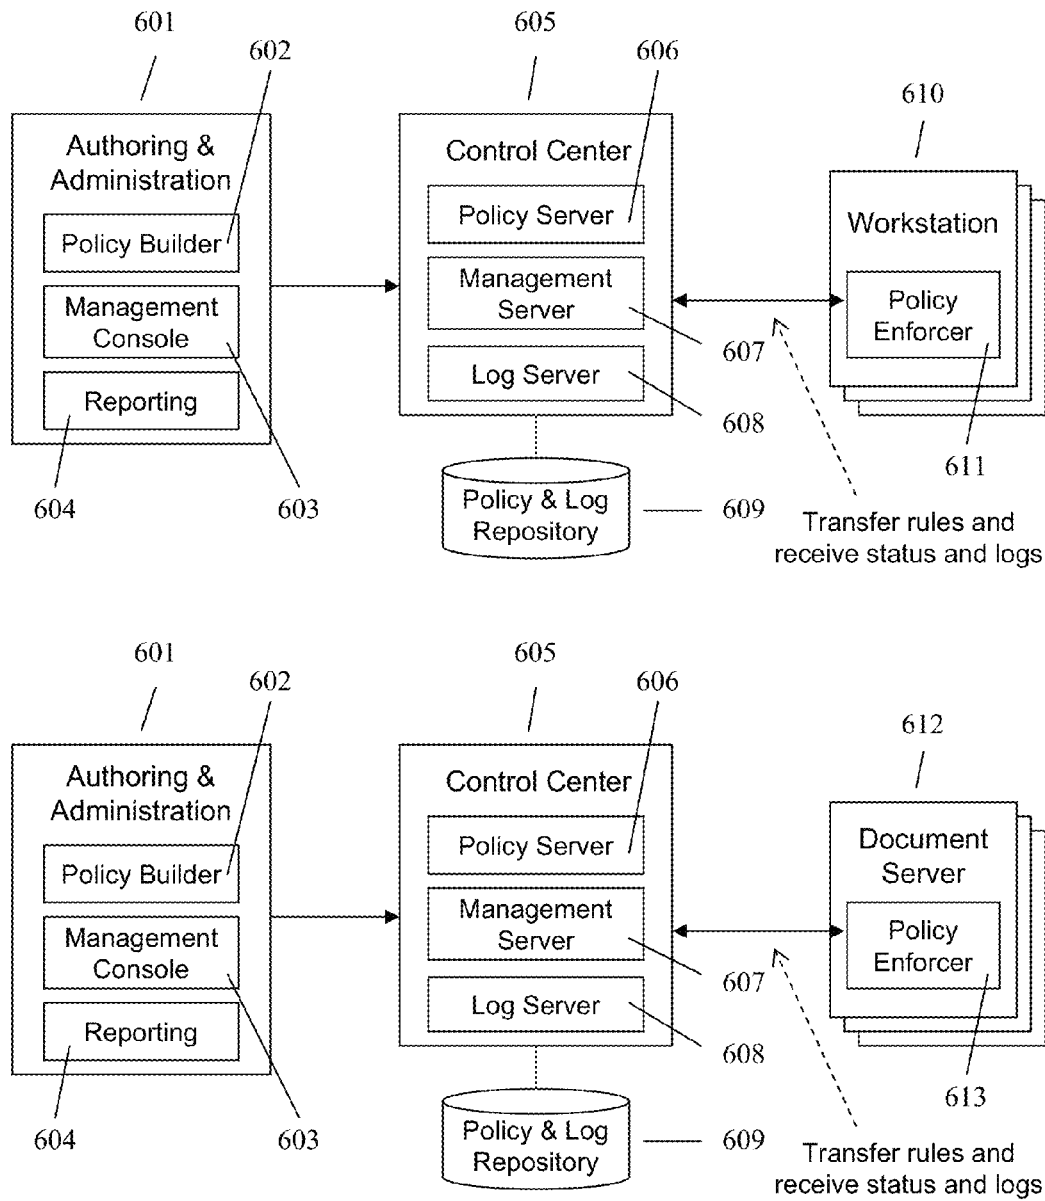 601
605
602
606
610
Authoring &
Administration
Control Center
Policy Builder
Policy Server
Workstation
Management
Console
Management
Server
Policy
Enforcer
607
Reporting
Log Server
608
611
604
603
Policy & Log
Repository
609
Transfer rules and
receive status and logs
601
605
602
606
612
Authoring &
Administration
Control Center
Policy Builder
Policy Server
Document
Server
Management
Console
Management
Server
Policy
Enforcer
607
Reporting
Log Server
608
613
604
603
Policy & Log
Repository
609
Transfer rules and
receive status and logs